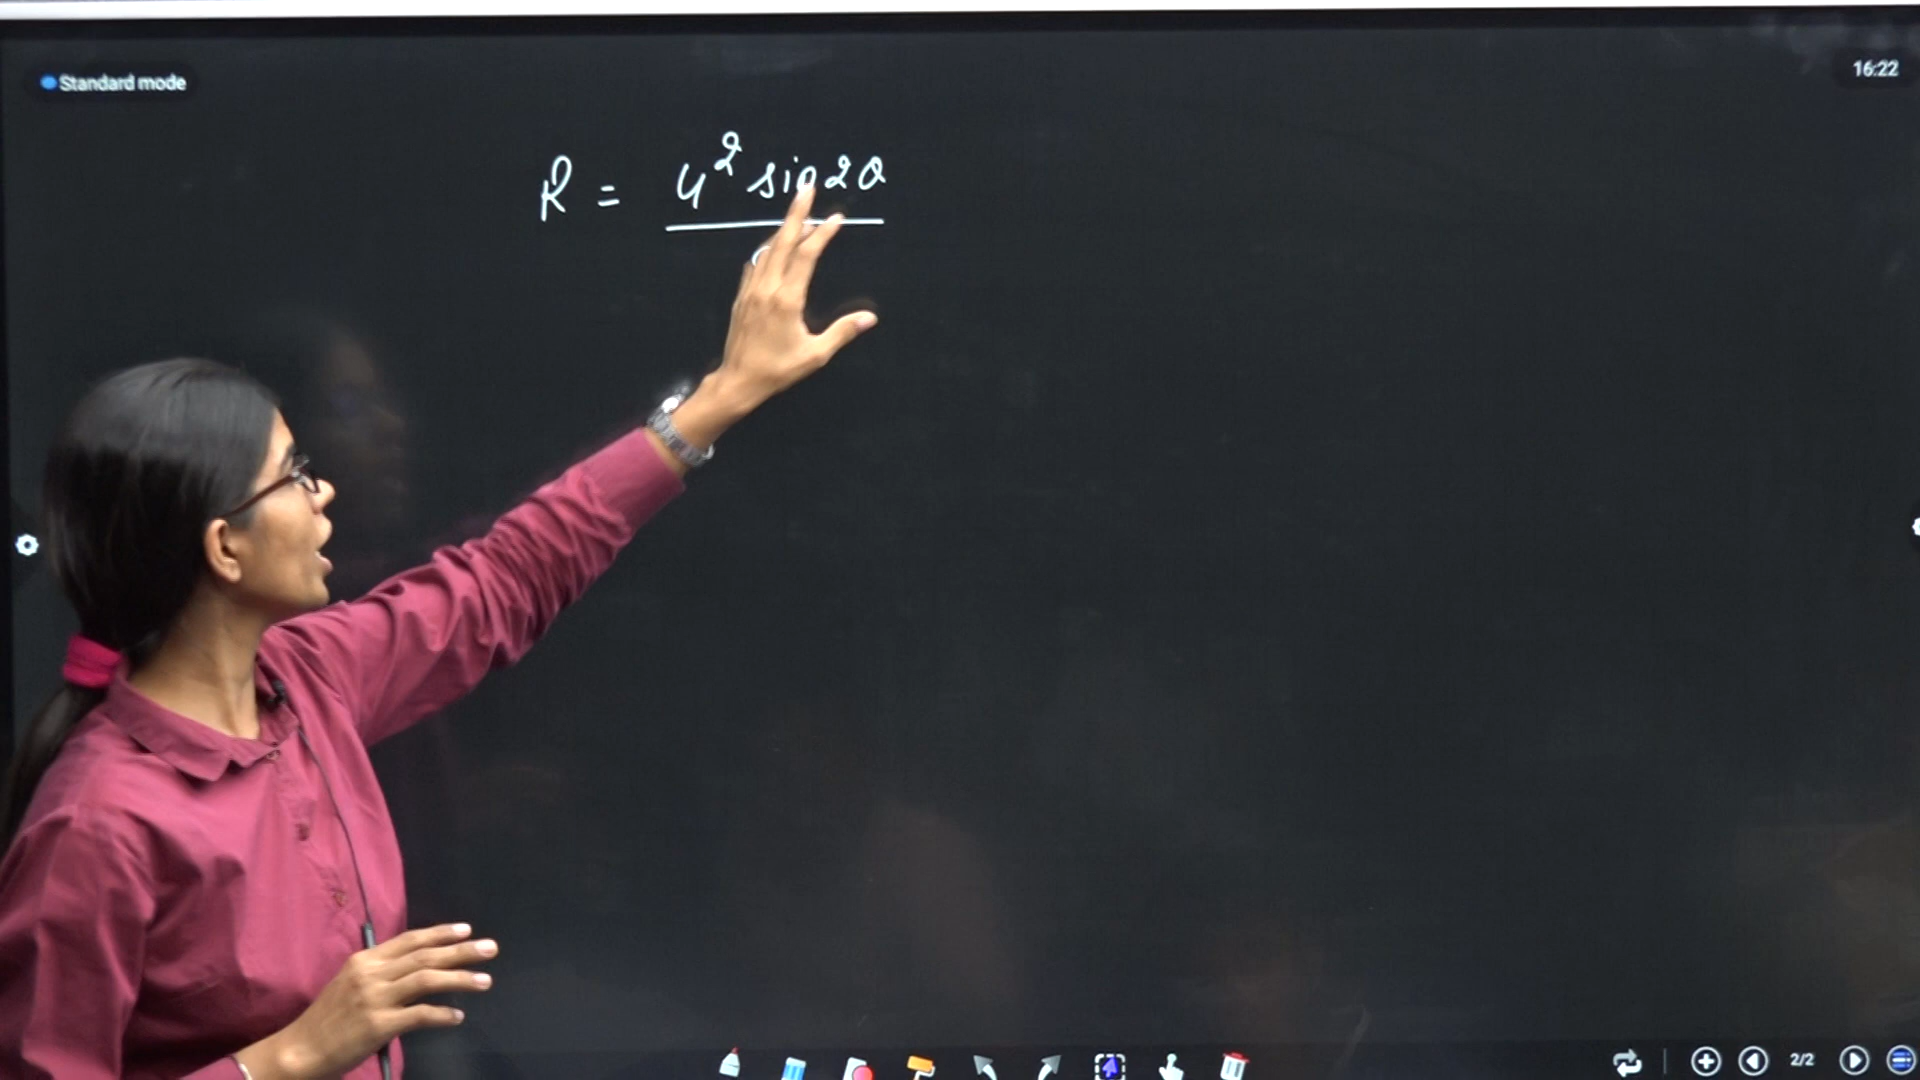 Standard mode
16:22
R = u² sin2θ
2/2